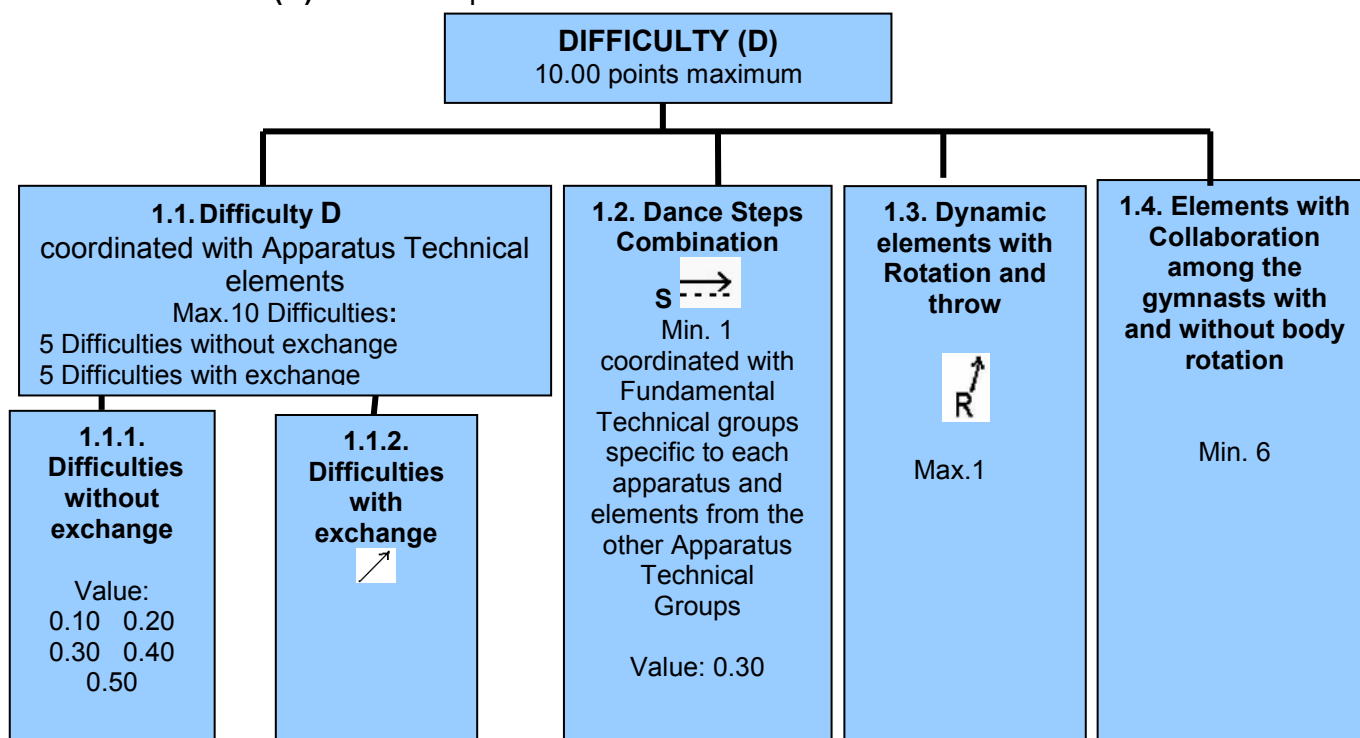 (D)
DIFFICULTY (D)
10.00 points maximum
1.1. Difficulty D
coordinated with Apparatus Technical
elements
Max.10 Difficulties:
5 Difficulties without exchange
5 Difficulties with exchange
1.1.1.
Difficulties
without
exchange
Value:
0.10 0.20
0.30 0.40
0.50
1.1.2.
Difficulties
with
exchange
1.2. Dance Steps
Combination
S
Min. 1
coordinated with
Fundamental
Technical groups
specific to each
apparatus and
elements from the
other Apparatus
Technical
Groups
Value: 0.30
1.3. Dynamic
elements with
Rotation and
throw
R
Max.1
1.4. Elements with
Collaboration
among the
gymnasts with
and without body
rotation
Min. 6